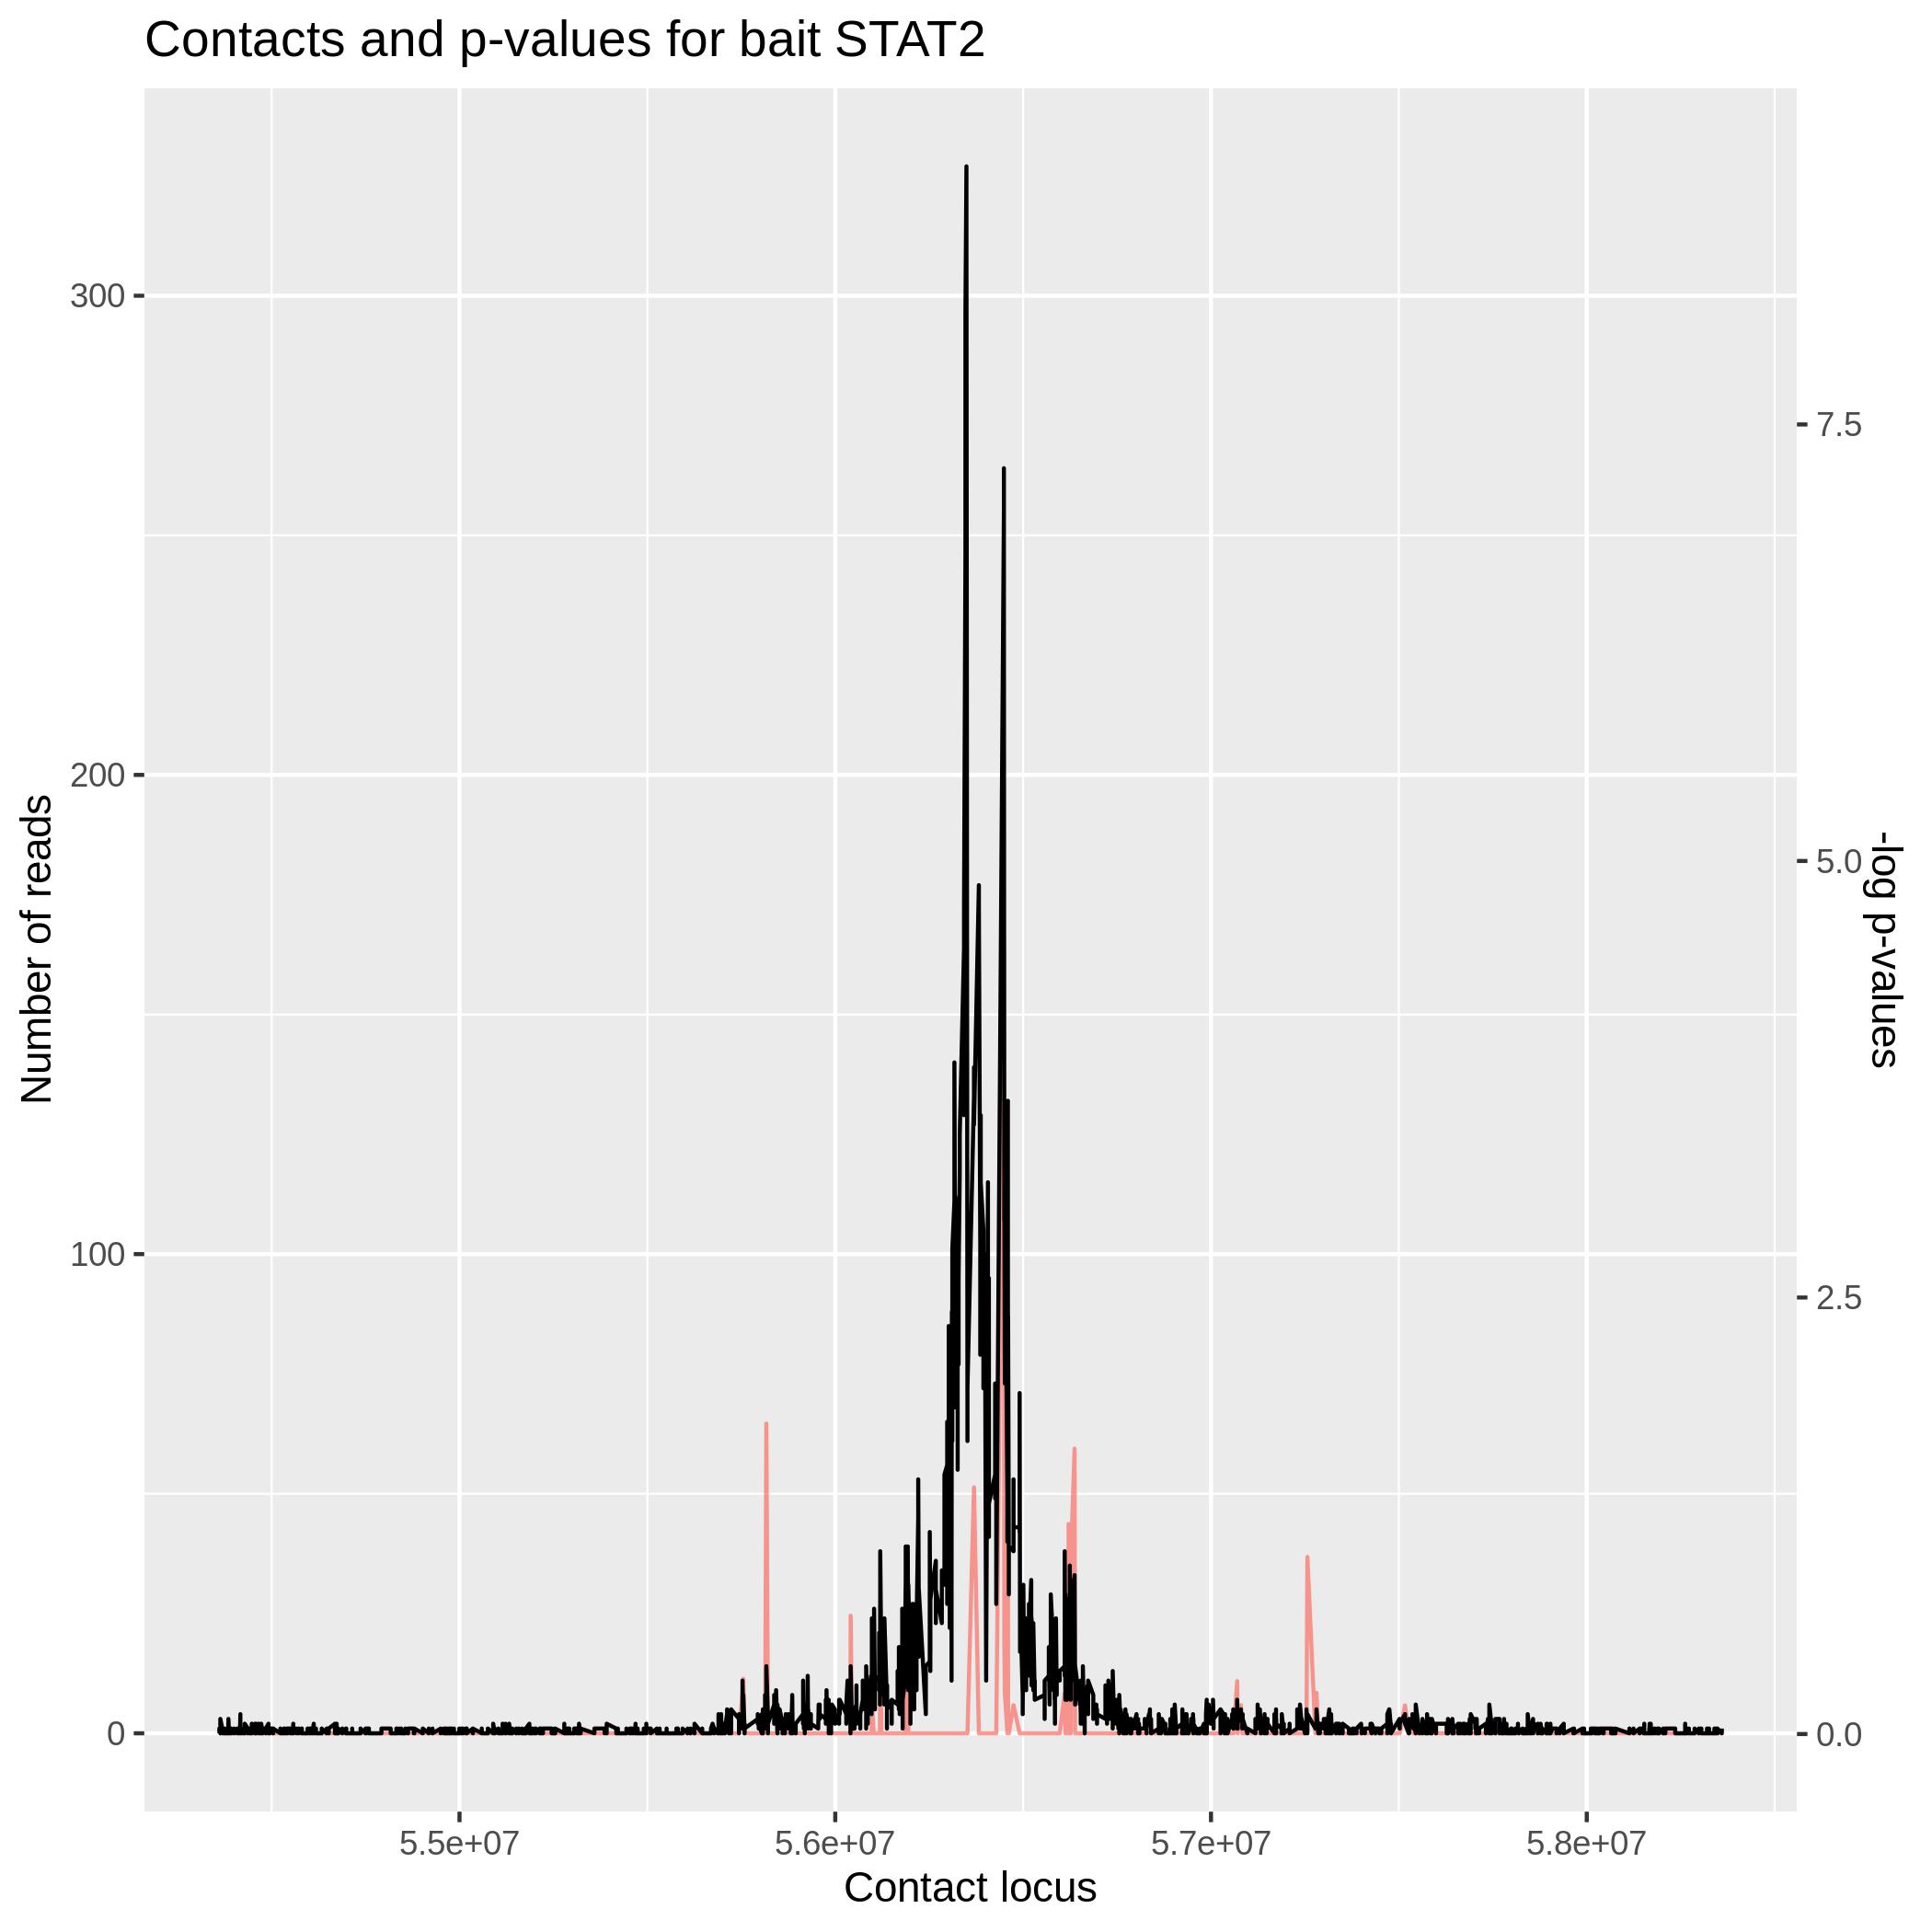 Contacts and p-values for bait STAT2
Number of reads
300
200
100
0
7.5
5.0
2.5
0.0
-log p-values
5.5e+07 5.6e+07 5.7e+07 5.8e+07
Contact locus